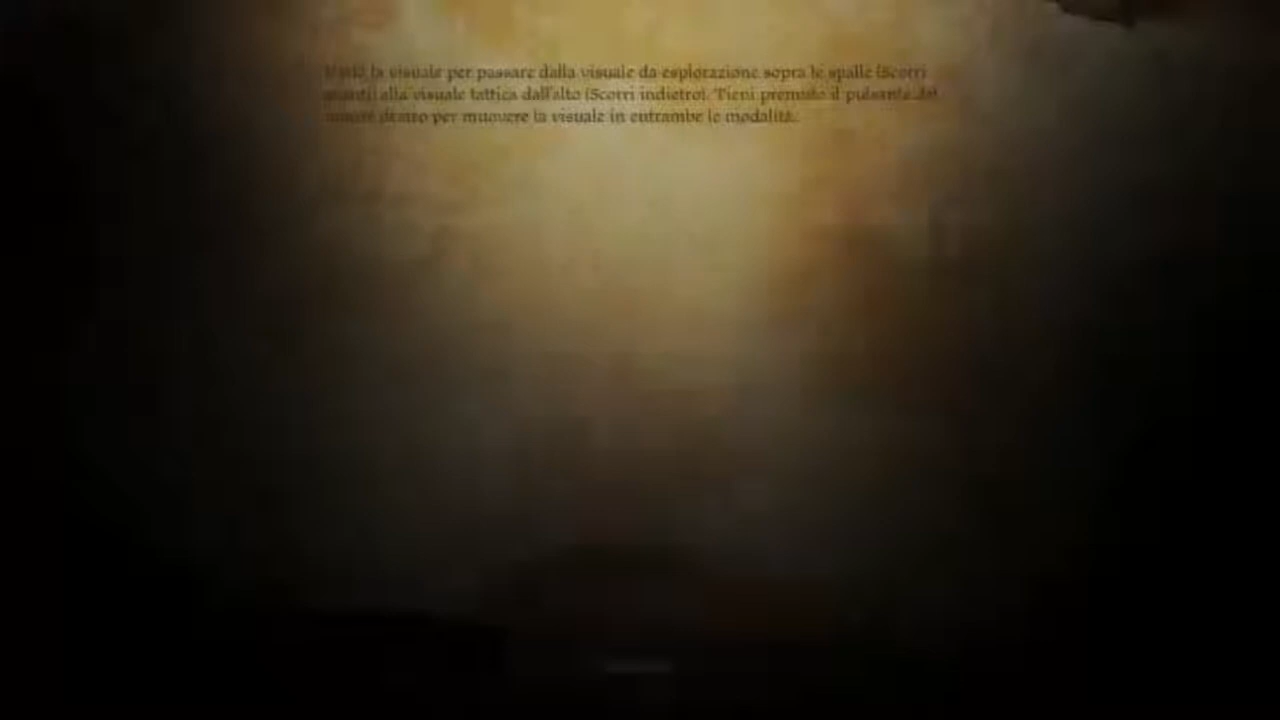 la visuale per passare dalla visuale da esplorazione sopra le spalle (Scorri
avanti) alla visuale tattica dall'alto (Scorri indietro). Tieni premuto il pulsante del
mouse destro per muovere la visuale in entrambe le modalità.